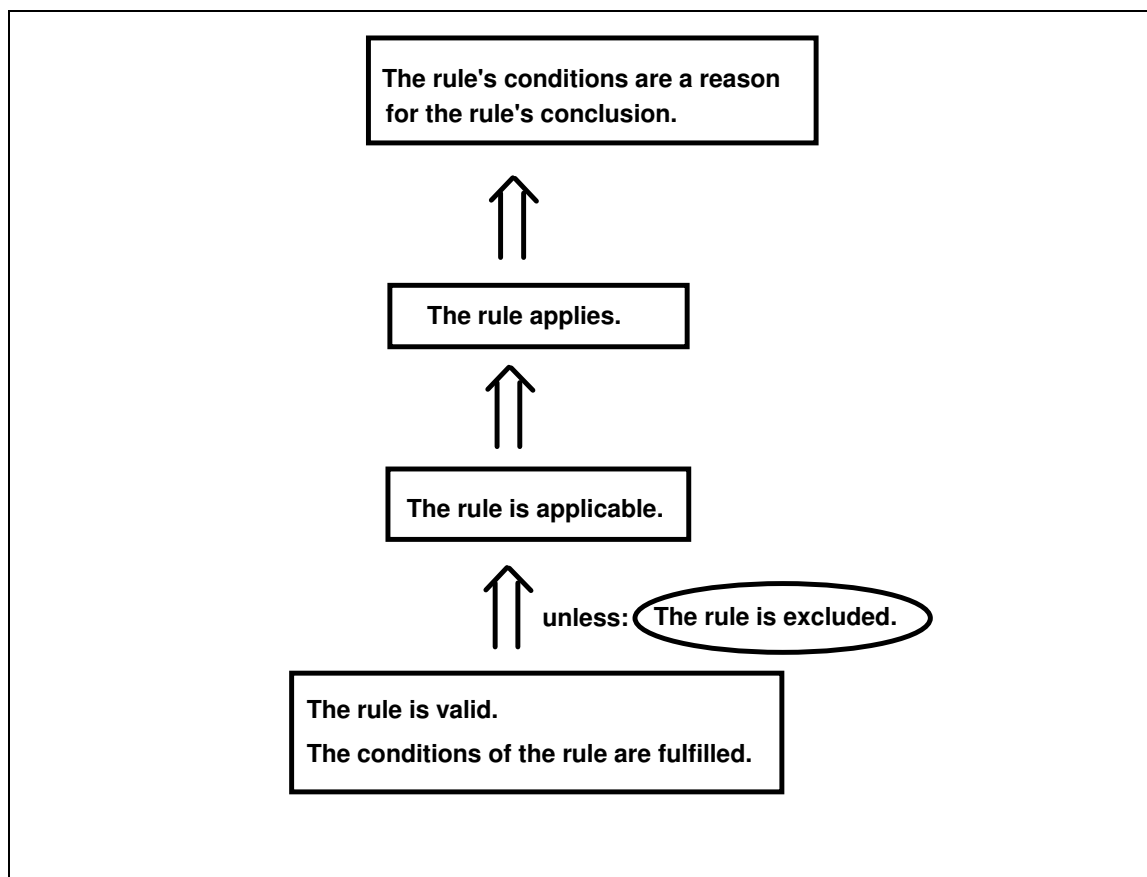 The rule's conditions are a reason
for the rule's conclusion.
The rule applies.
The rule is applicable.
unless: The rule is excluded.
The rule is valid.
The conditions of the rule are fulfilled.